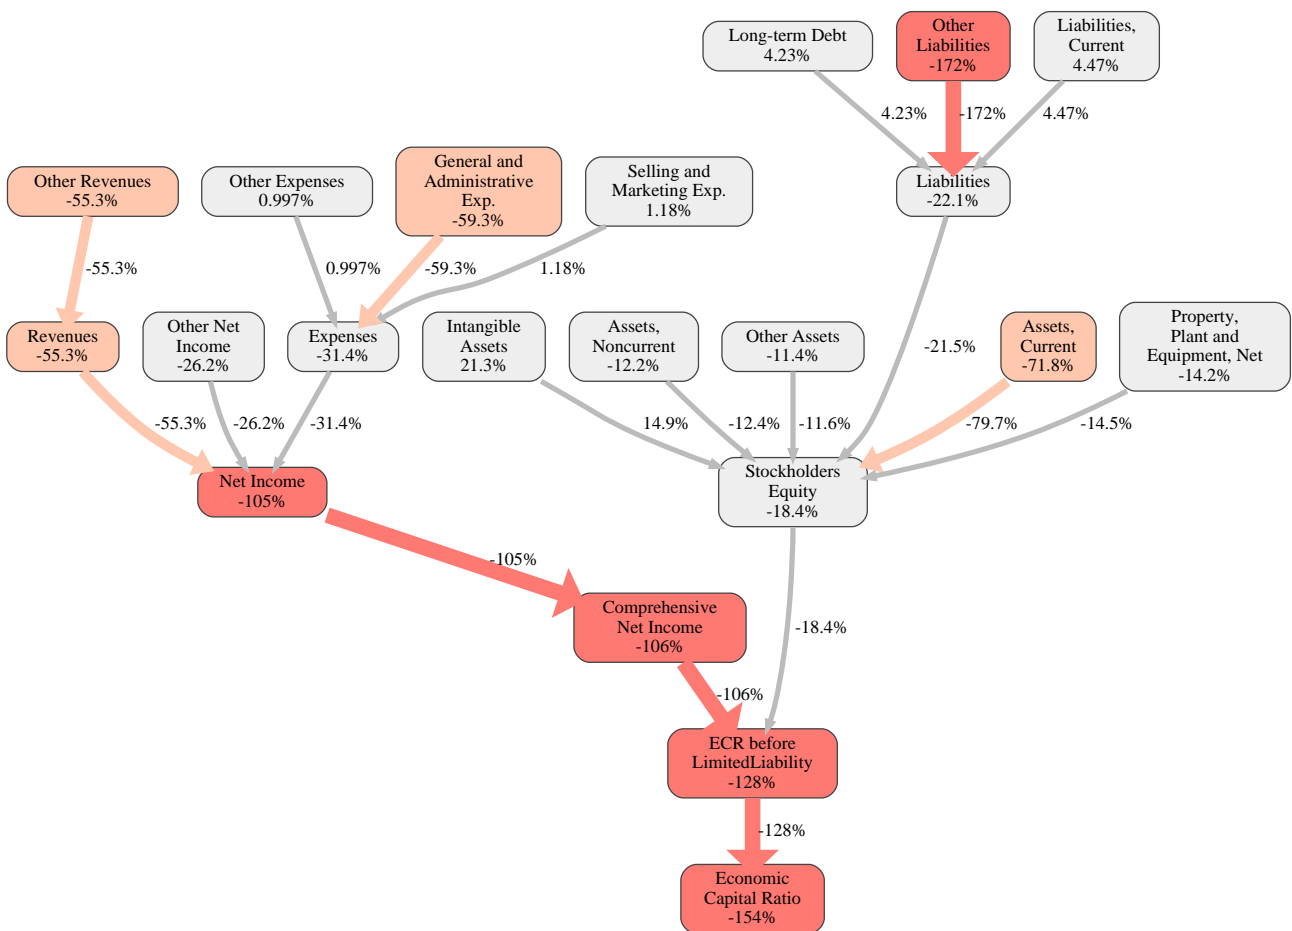 Long-term Debt
4.23%
Other
Liabilities
-172%
Liabilities,
Current
4.47%
4.23%
-172%
4.47%
Other Revenues
-55.3%
Other Expenses
0.997%
General and
Administrative
Exp.
-59.3%
Selling and
Marketing Exp.
1.18%
Liabilities
-22.1%
-55.3%
0.997%
-59.3%
1.18%
Revenues
-55.3%
Other Net
Income
-26.2%
Expenses
-31.4%
Intangible
Assets
21.3%
Assets,
Noncurrent
-12.2%
Other Assets
-11.4%
-21.5%
Assets,
Current
-71.8%
Property,
Plant and
Equipment, Net
-14.2%
-55.3%
-26.2%
-31.4%
14.9%
-12.4%
-11.6%
-79.7%
-14.5%
Net Income
-105%
Stockholders
Equity
-18.4%
-105%
Comprehensive
Net Income
-106%
-18.4%
-106%
ECR before
LimitedLiability
-128%
-128%
Economic
Capital Ratio
-154%